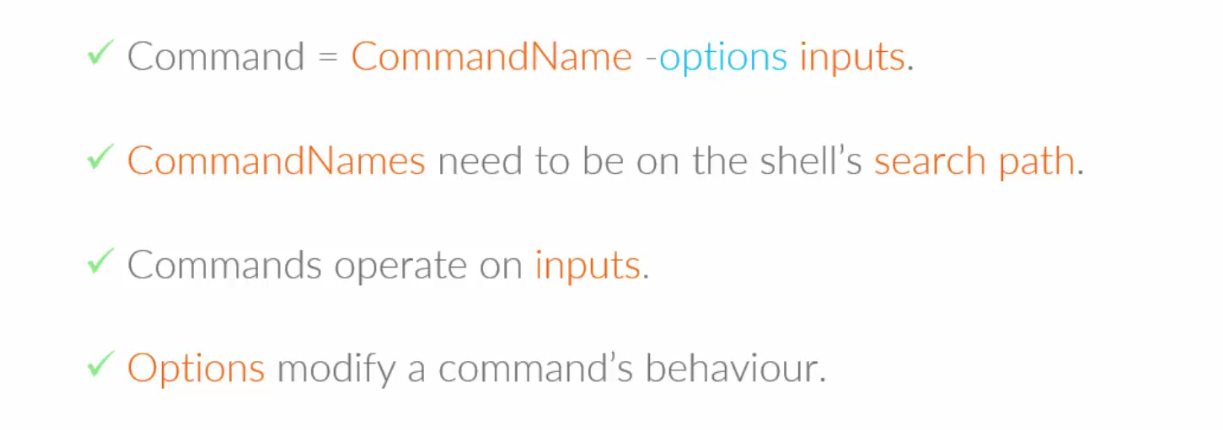 ✓ Command = CommandName -options inputs.
✓ CommandNames need to be on the shell's search path.
✓ Commands operate on inputs.
✓ Options modify a command's behaviour.